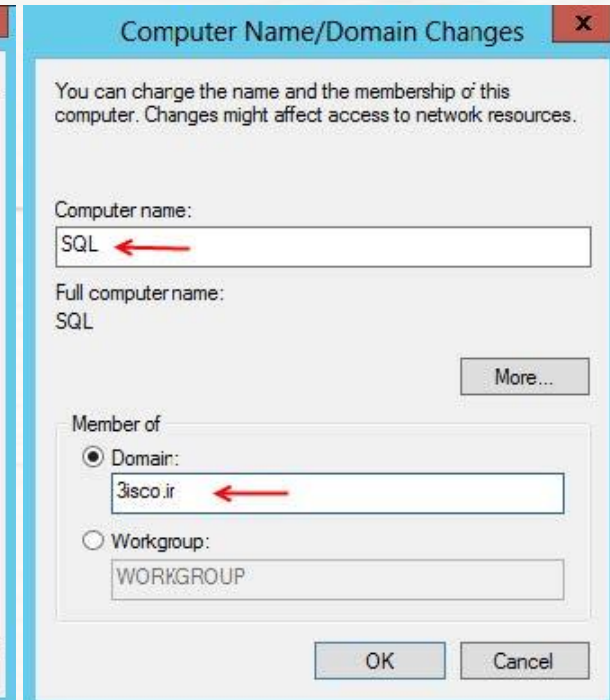 Computer Name/Domain Changes
x
You can change the name and the membership of this
computer. Changes might affect access to network resources.
Computer name:
SQL
Full computer name:
SQL
More...
Member of
Domain:
3isco.ir
Workgroup:
WORKGROUP
OK
Cancel